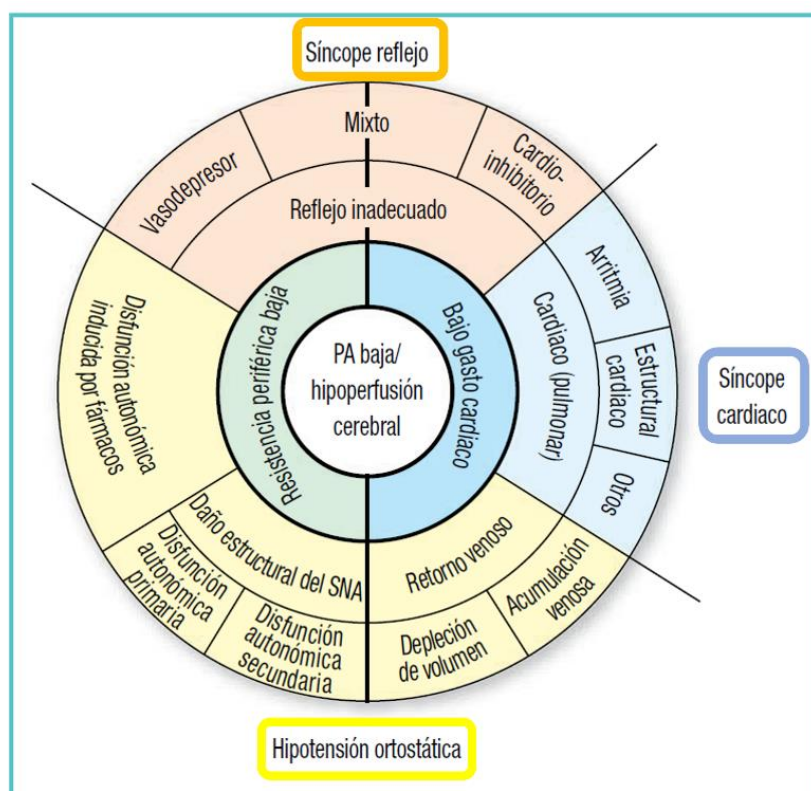 Síncope reflejo
Mixto
Vasodepresor
Cardio-
inhibitorio
Reflejo inadecuado
Arritmia
Estructural
cardiaco
Otros
Cardiaco (pulmonar)
Síncope
cardiaco
Disfunción autonómica
inducida por fármacos
Resistencia periférica baja
PA baja/
hipoperfusión
cerebral
Bajo gasto cardiaco
Daño estructural del SNA
Retorno venoso
Disfunción
autonómica
primaria
Disfunción
autonómica
secundaria
Depleción
de volumen
Acumulación
venosa
Hipotensión ortostática